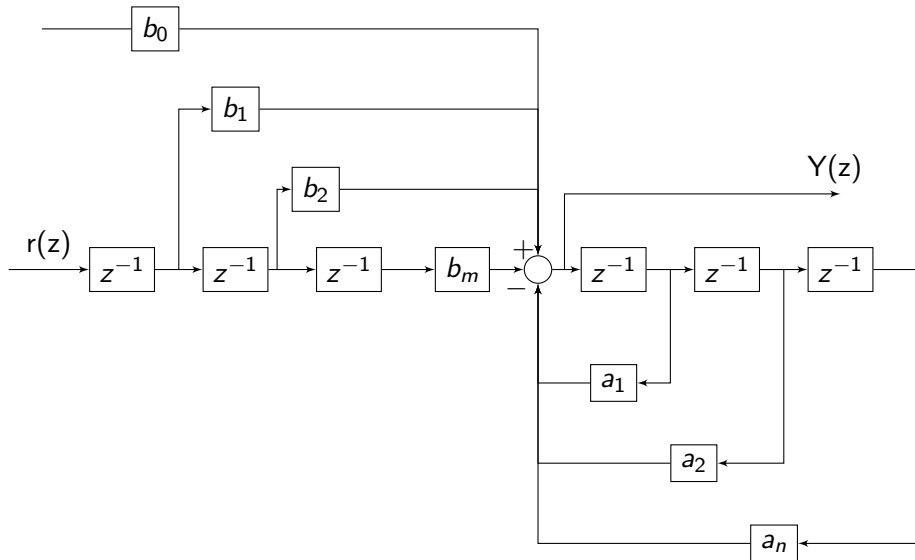 b₀
b₁
b₂
Y(z)
r(z)
z⁻¹
z⁻¹
z⁻¹
bₘ
+
−
z⁻¹
z⁻¹
z⁻¹
a₁
a₂
aₙ